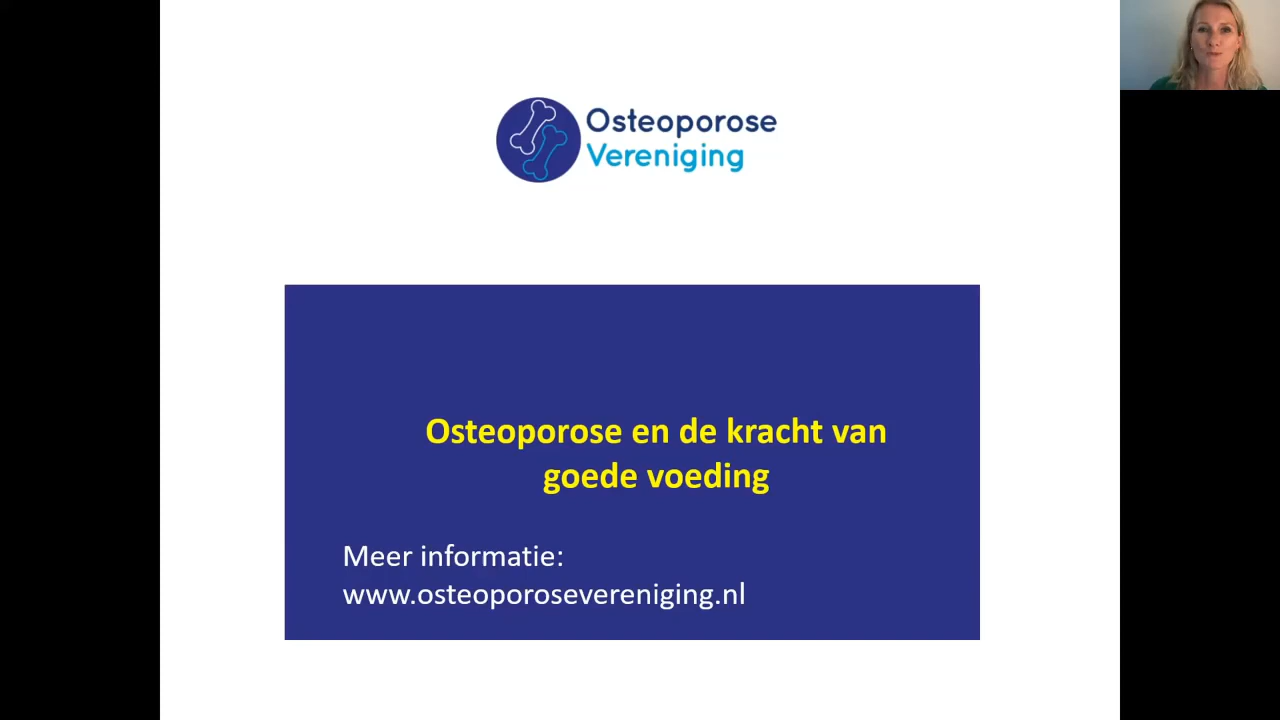 Osteoporose
Vereniging
Osteoporose en de kracht van
goede voeding
Meer informatie:
www.osteoporosevereniging.nl